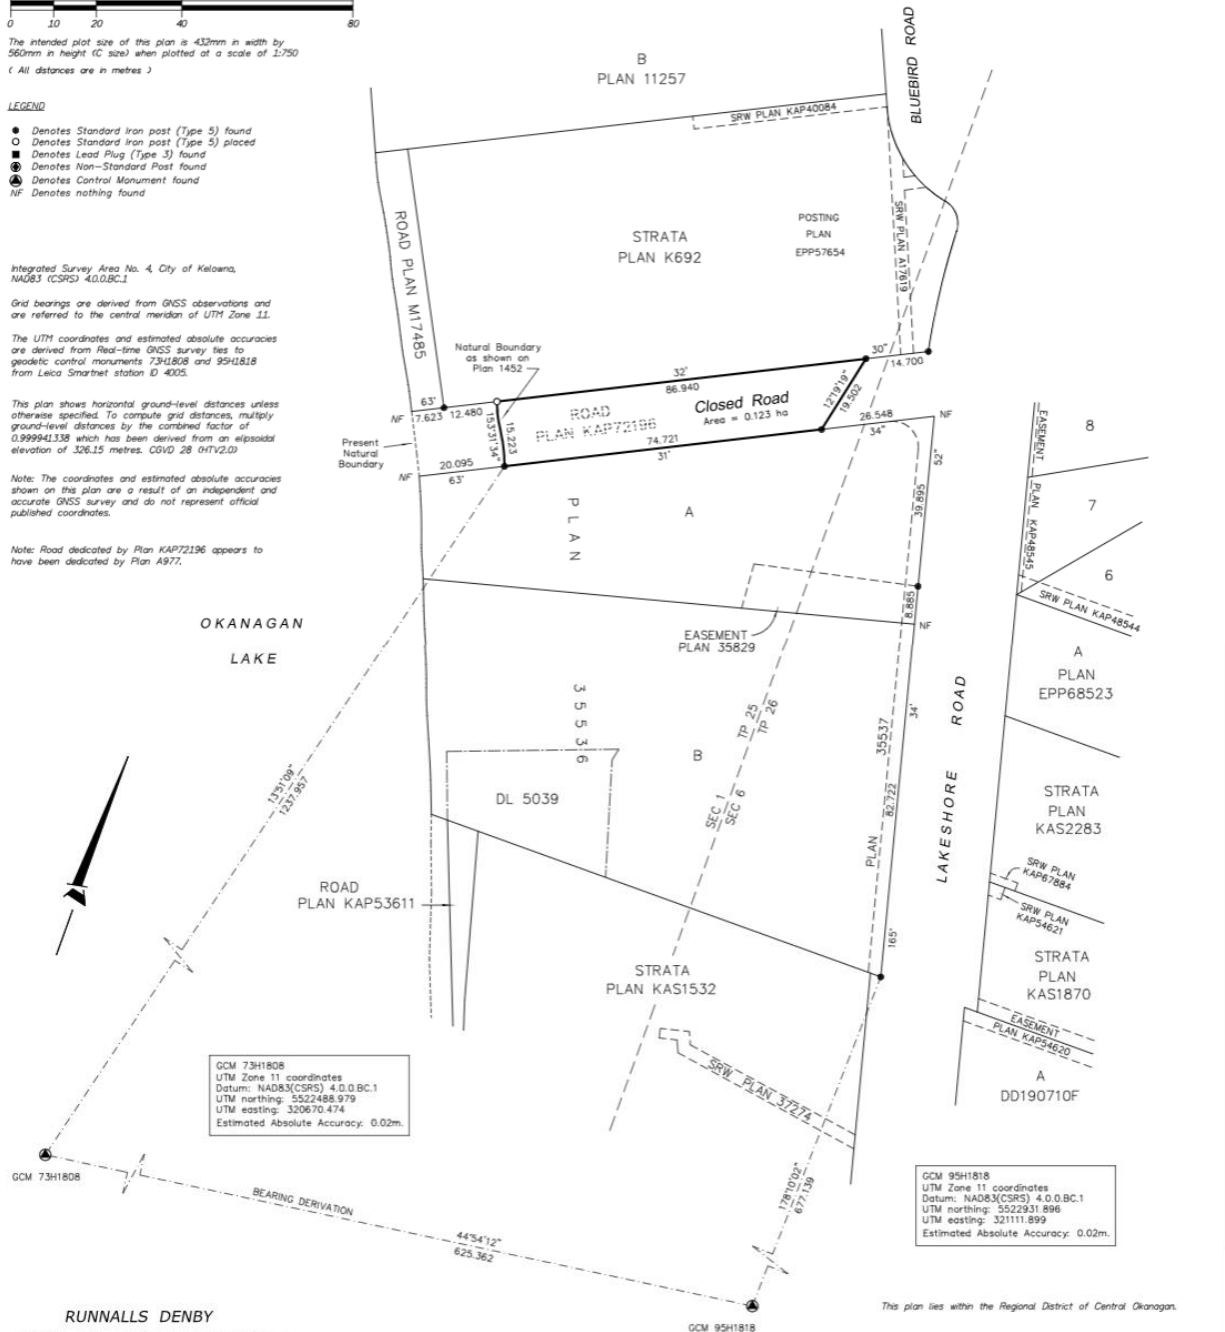 0 10 20 40 80
The intended plot size of this plan is 432mm in width by
560mm in height (C size) when plotted at a scale of 1:750
( All distances are in metres )
LEGEND
Denotes Standard Iron post (Type 5) found
Denotes Standard Iron post (Type 5) placed
Denotes Lead Plug (Type 3) found
Denotes Non-Standard Post found
Denotes Control Monument found
NF Denotes nothing found
Integrated Survey Area No. 4, City of Kelowna,
NAD83 (CSRS) 4.0.0.BC.1
Grid bearings are derived from GNSS observations and
are referred to the central meridian of UTM Zone 11.
The UTM coordinates and estimated absolute accuracies
are derived from Real-time GNSS survey ties to
geodetic control monuments 73H1808 and 95H1818
from Leica Smartnet station ID 4005.
This plan shows horizontal ground-level distances unless
otherwise specified. To compute grid distances, multiply
ground-level distances by the combined factor of
0.999941338 which has been derived from an elipsoidal
elevation of 326.15 metres. CGVD 28 (HTV2.0)
Note: The coordinates and estimated absolute accuracies
shown on this plan are a result of an independent and
accurate GNSS survey and do not represent official
published coordinates.
Note: Road dedicated by Plan KAP72196 appears to
have been dedicated by Plan A977.
B
PLAN 11257
BLUEBIRD ROAD
SRW PLAN KAP40084
ROAD PLAN M17485
STRATA
PLAN K692
POSTING
PLAN
EPP57654
SRW PLAN A17619
Natural Boundary
as shown on
Plan 1452
32'
86.940
30"
14.700
63'
NF 7.623 12.480
153°31'34"
15.223
ROAD
PLAN KAP72196
Closed Road
Area = 0.123 ha
12°19'19"
19.502
26.548
34"
NF
Present
Natural
Boundary
20.095
NF 63'
74.721
31'
52"
39.895
A
PLAN
35536
8.885
NF
EASEMENT
PLAN 35829
OKANAGAN
LAKE
TP 25
TP 26
SEC 1
SEC 6
B
DL 5039
34'
PLAN 35537
82.722
165'
LAKESHORE ROAD
EASEMENT PLAN KAP48545
8
7
6
SRW PLAN KAP48544
A
PLAN
EPP68523
STRATA
PLAN
KAS2283
SRW PLAN
KAP67884
SRW PLAN
KAP54621
STRATA
PLAN
KAS1870
EASEMENT
PLAN KAP54620
A
DD190710F
13°51'09"
1237.957
ROAD
PLAN KAP53611
STRATA
PLAN KAS1532
SRW PLAN 37274
GCM 73H1808
UTM Zone 11 coordinates
Datum: NAD83(CSRS) 4.0.0.BC.1
UTM northing: 5522488.979
UTM easting: 320670.474
Estimated Absolute Accuracy: 0.02m.
GCM 73H1808
BEARING DERIVATION
44°54'12"
625.362
178°10'02"
677.139
GCM 95H1818
UTM Zone 11 coordinates
Datum: NAD83(CSRS) 4.0.0.BC.1
UTM northing: 5522931.896
UTM easting: 321111.899
Estimated Absolute Accuracy: 0.02m.
GCM 95H1818
This plan lies within the Regional District of Central Okanagan.
RUNNALLS DENBY